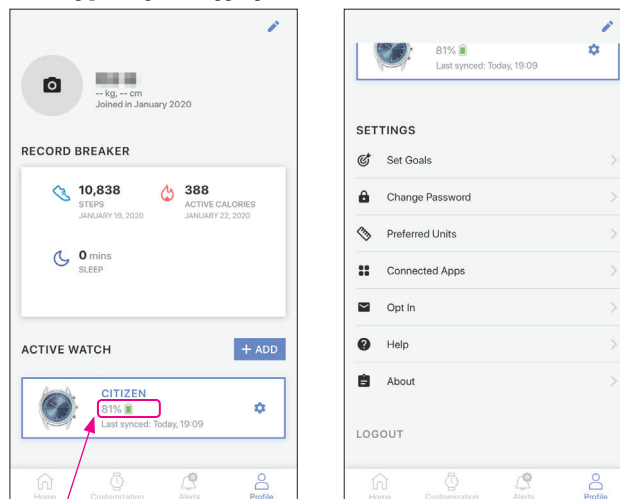 -- kg, -- cm
Joined in January 2020
RECORD BREAKER
10,838
STEPS
JANUARY 19, 2020
388
ACTIVE CALORIES
JANUARY 22, 2020
0 mins
SLEEP
ACTIVE WATCH
+ ADD
CITIZEN
81%
Last synced: Today, 19:09
Home
Customization
Alerts
Profile
81%
Last synced: Today, 19:09
SETTINGS
Set Goals
Change Password
Preferred Units
Connected Apps
Opt In
Help
About
LOGOUT
Home
Customization
Alerts
Profile